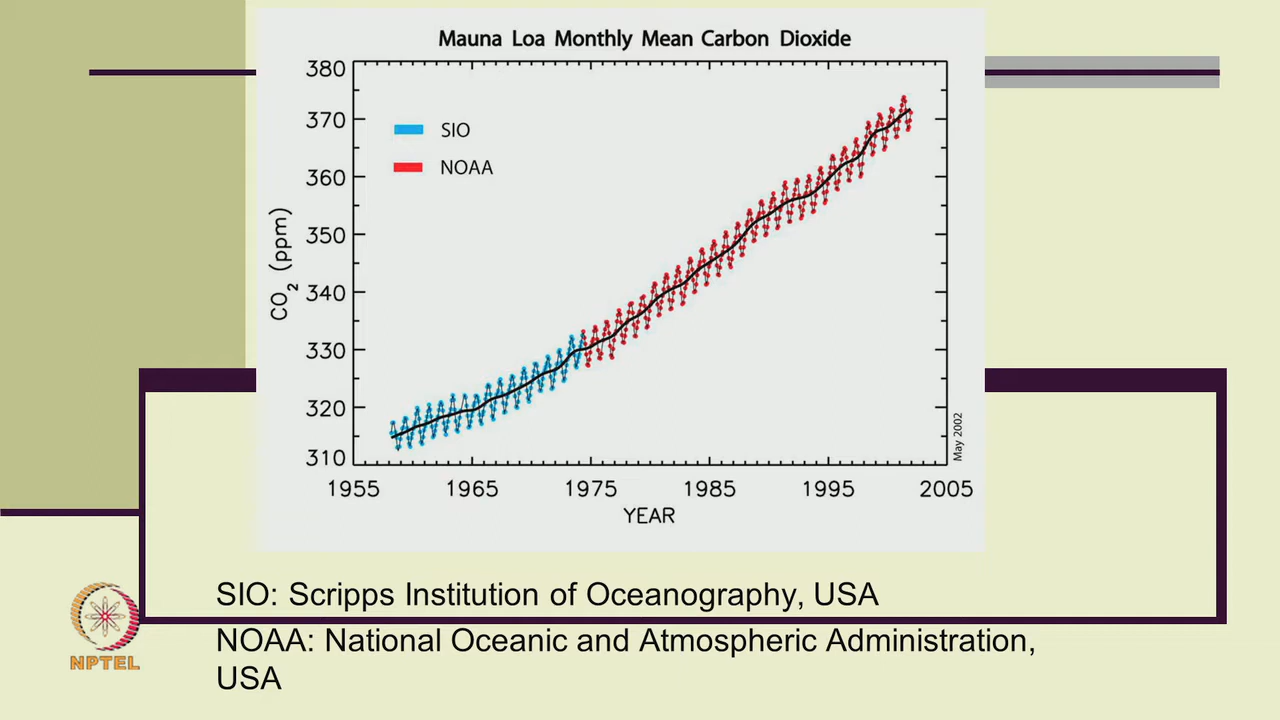 Mauna Loa Monthly Mean Carbon Dioxide
380
370
360
350
340
330
320
310
CO2 (ppm)
SIO
NOAA
May 2002
1955 1965 1975 1985 1995 2005
YEAR
SIO: Scripps Institution of Oceanography, USA
NOAA: National Oceanic and Atmospheric Administration,
USA
NPTEL